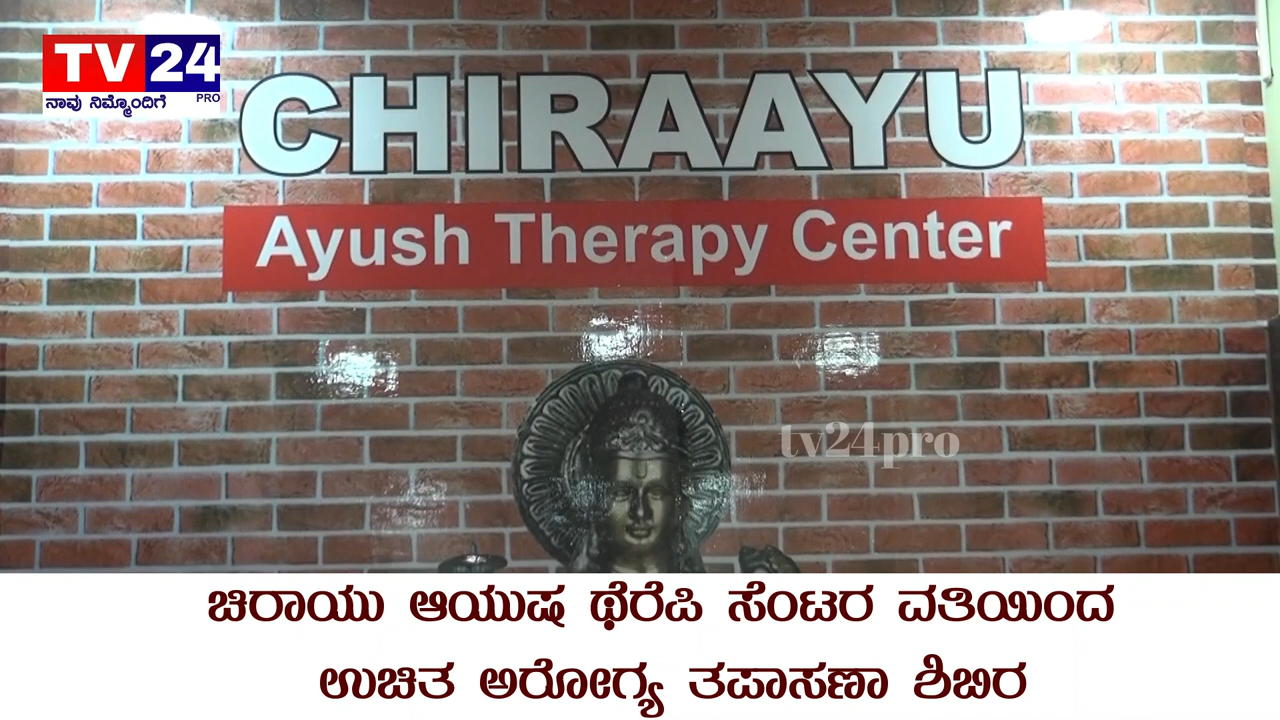 TV 24
ನಾವು ನಿಮ್ಮೊಂದಿಗೆ PRO
CHIRAAYU
Ayush Therapy Center
tv24pro
ಚಿರಾಯು ಆಯುಷ ಥೆರೆಪಿ ಸೆಂಟರ ವತಿಯಿಂದ
ಉಚಿತ ಅರೋಗ್ಯ ತಪಾಸಣಾ ಶಿಬಿರ